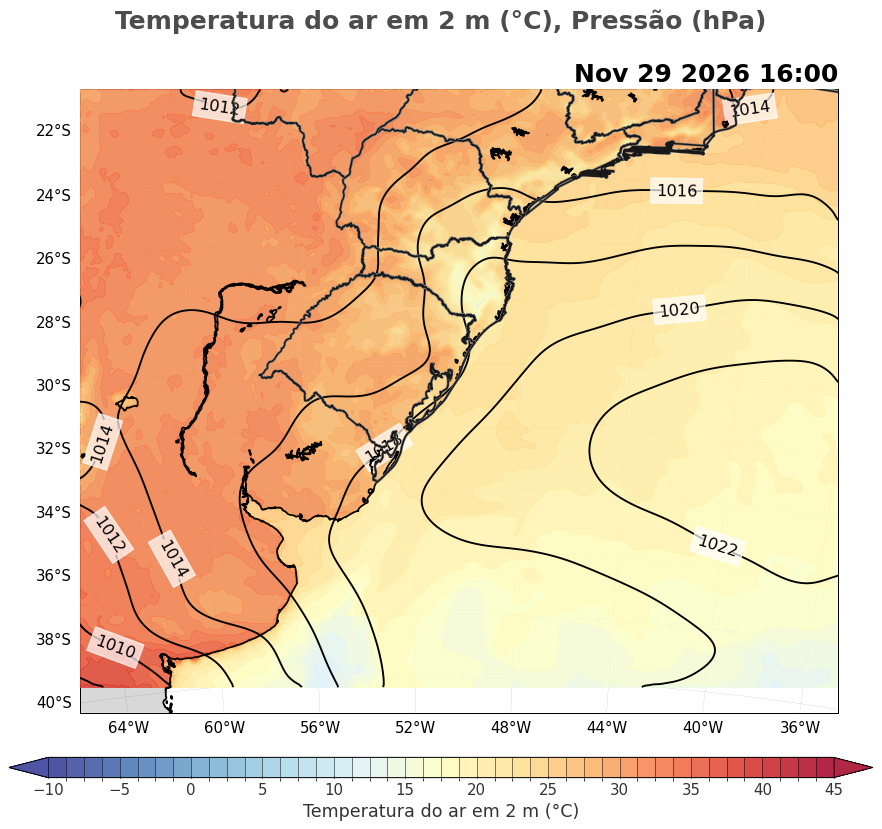 Temperatura do ar em 2 m (°C), Pressão (hPa)
Nov 29 2026 16:00
1012
1014
22°S
24°S
1016
26°S
28°S
1020
30°S
32°S
1014
1018
34°S
1012
1014
1022
36°S
38°S
1010
40°S
64°W 60°W 56°W 52°W 48°W 44°W 40°W 36°W
−10 −5 0 5 10 15 20 25 30 35 40 45
Temperatura do ar em 2 m (°C)